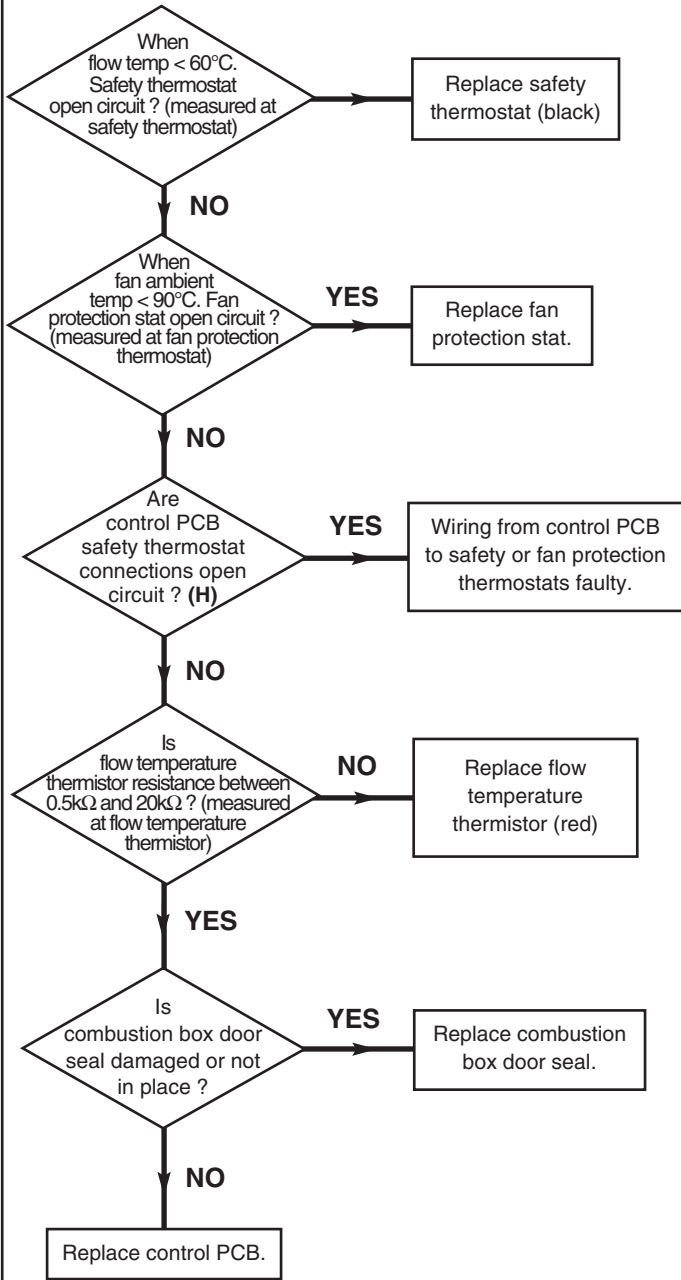 When
flow temp < 60°C.
Safety thermostat
open circuit ? (measured at
safety thermostat)
Replace safety
thermostat (black)
NO
When
fan ambient
temp < 90°C. Fan
protection stat open circuit ?
(measured at fan protection
thermostat)
YES
Replace fan
protection stat.
NO
Are
control PCB
safety thermostat
connections open
circuit ? (H)
YES
Wiring from control PCB
to safety or fan protection
thermostats faulty.
NO
Is
flow temperature
thermistor resistance between
0.5kΩ and 20kΩ ? (measured
at flow temperature
thermistor)
NO
Replace flow
temperature
thermistor (red)
YES
Is
combustion box door
seal damaged or not
in place ?
YES
Replace combustion
box door seal.
NO
Replace control PCB.